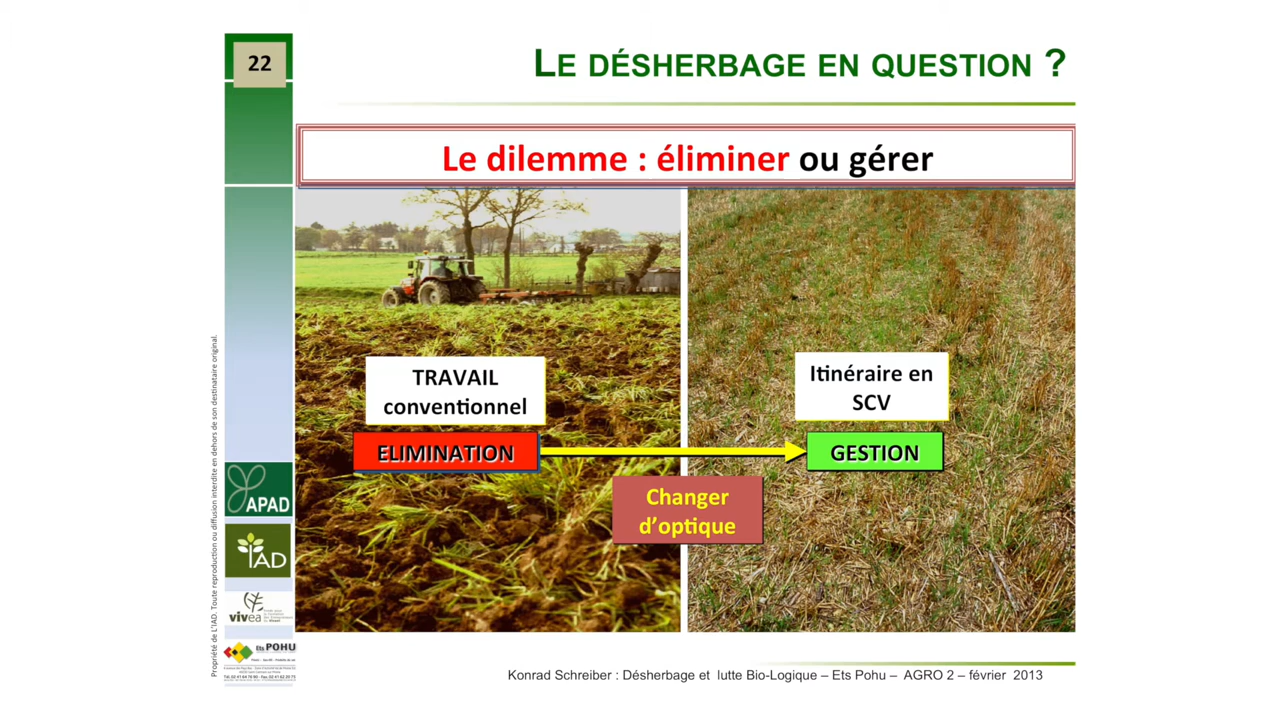 22
LE DÉSHERBAGE EN QUESTION ?
Le dilemme : éliminer ou gérer
TRAVAIL
conventionnel
ELIMINATION
Itinéraire en
SCV
GESTION
Changer
d'optique
Propriété de L'IAD. Toute reproduction ou diffusion interdite en dehors de son destinataire original.
APAD
IAD
vivea
Ets POHU
Konrad Schreiber : Désherbage et lutte Bio-Logique – Ets Pohu – AGRO 2 – février 2013